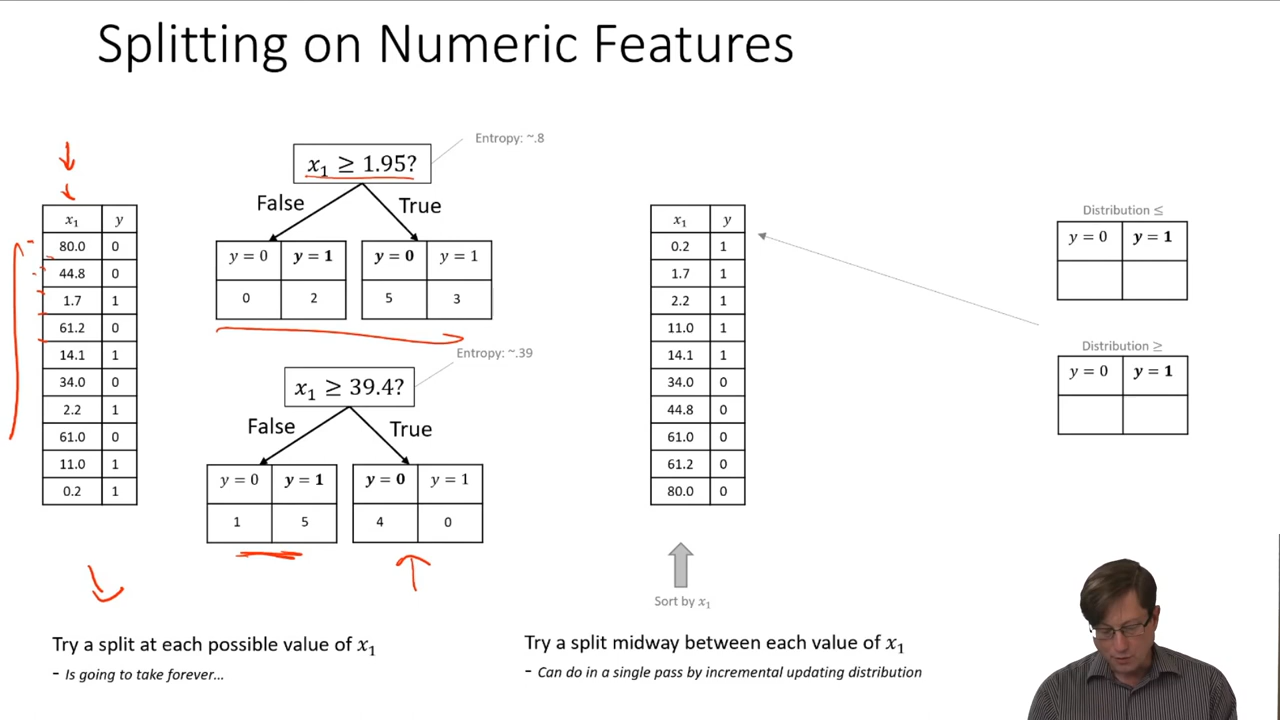 Splitting on Numeric Features
x₁ y
80.0 0
44.8 0
1.7 1
61.2 0
14.1 1
34.0 0
2.2 1
61.0 0
11.0 1
0.2 1
Try a split at each possible value of x₁
- Is going to take forever...
Entropy: ~.8
x₁ ≥ 1.95?
False True
y = 0 y = 1 y = 0 y = 1
0 2 5 3
Entropy: ~.39
x₁ ≥ 39.4?
False True
y = 0 y = 1 y = 0 y = 1
1 5 4 0
x₁ y
0.2 1
1.7 1
2.2 1
11.0 1
14.1 1
34.0 0
44.8 0
61.0 0
61.2 0
80.0 0
Sort by x₁
Try a split midway between each value of x₁
- Can do in a single pass by incremental updating distribution
Distribution ≤
y = 0 y = 1
Distribution ≥
y = 0 y = 1